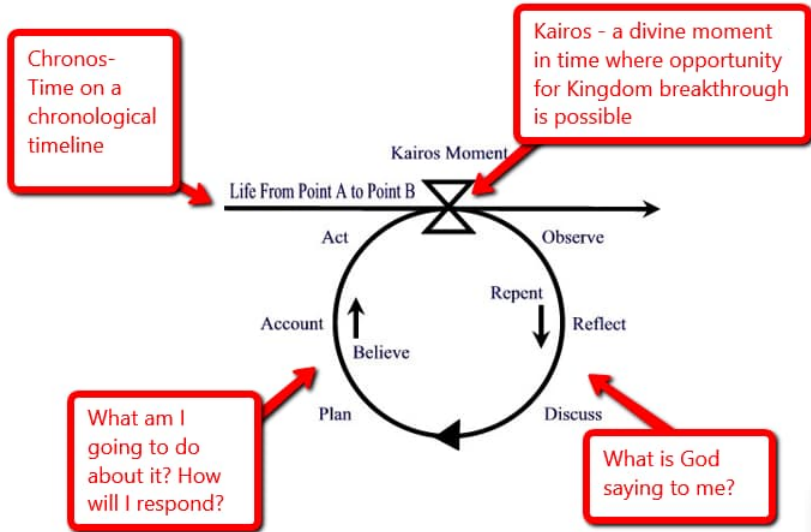 Chronos-
Time on a
chronological
timeline
Kairos - a divine moment
in time where opportunity
for Kingdom breakthrough
is possible
Kairos Moment
Life From Point A to Point B
Act
Observe
Repent
Account
Reflect
Believe
Plan
Discuss
What am I
going to do
about it? How
will I respond?
What is God
saying to me?